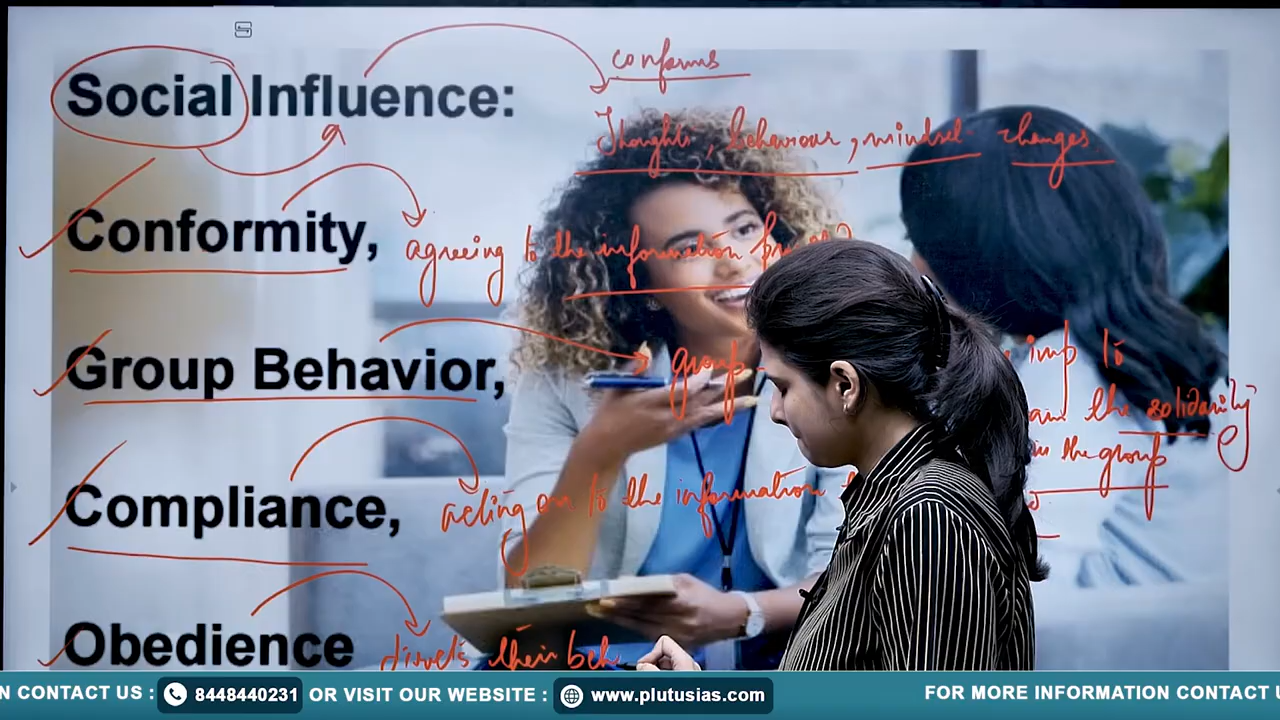 Social Influence:
conforms
Thoughts, behaviour, mindset changes
Conformity,
agreeing to the information
Group Behavior,
group - imp to
the solidarity
in the group
Compliance,
acting on to the information
Obedience
directs their beh
N CONTACT US : 8448440231 OR VISIT OUR WEBSITE : www.plutusias.com FOR MORE INFORMATION CONTACT U